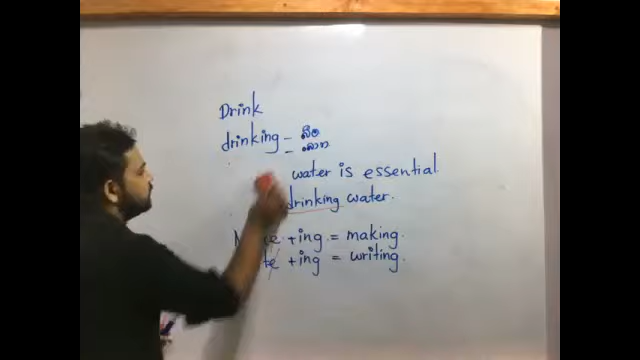 Drink
drinking –
–
water is essential.
drinking water.
+ing = making.
+ing = writing.